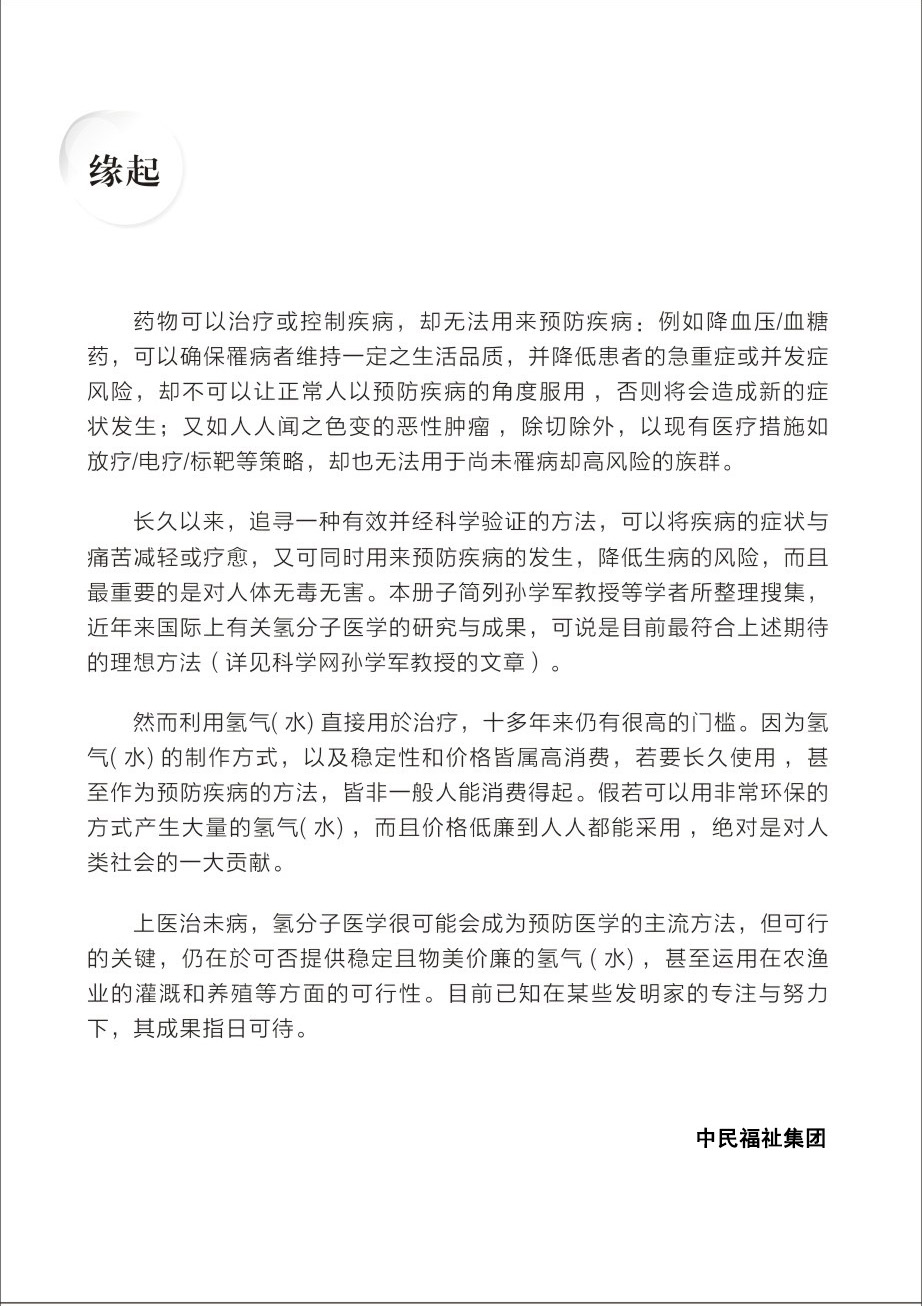 缘起
药物可以治疗或控制疾病，却无法用来预防疾病：例如降血压/血糖
药，可以确保罹病者维持一定之生活品质，并降低患者的急重症或并发症
风险，却不可以让正常人以预防疾病的角度服用，否则将会造成新的症
状发生；又如人人闻之色变的恶性肿瘤，除切除外，以现有医疗措施如
放疗/电疗/标靶等策略，却也无法用于尚未罹病却高风险的族群。
长久以来，追寻一种有效并经科学验证的方法，可以将疾病的症状与
痛苦减轻或疗愈，又可同时用来预防疾病的发生，降低生病的风险，而且
最重要的是对人体无毒无害。本册子简列孙学军教授等学者所整理搜集，
近年来国际上有关氢分子医学的研究与成果，可说是目前最符合上述期待
的理想方法（详见科学网孙学军教授的文章）。
然而利用氢气(水)直接用於治疗，十多年来仍有很高的门槛。因为氢
气(水)的制作方式，以及稳定性和价格皆属高消费，若要长久使用，甚
至作为预防疾病的方法，皆非一般人能消费得起。假若可以用非常环保的
方式产生大量的氢气(水)，而且价格低廉到人人都能采用，绝对是对人
类社会的一大贡献。
上医治未病，氢分子医学很可能会成为预防医学的主流方法，但可行
的关键，仍在於可否提供稳定且物美价廉的氢气(水)，甚至运用在农渔
业的灌溉和养殖等方面的可行性。目前已知在某些发明家的专注与努力
下，其成果指日可待。
中民福祉集团